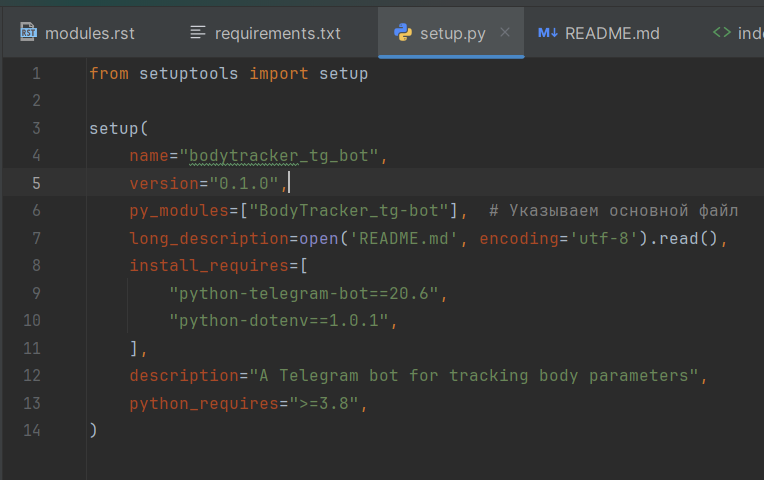 modules.rst requirements.txt setup.py README.md inde
1 from setuptools import setup
2
3 setup(
4 name="bodytracker_tg_bot",
5 version="0.1.0",
6 py_modules=["BodyTracker_tg-bot"], # Указываем основной файл
7 long_description=open('README.md', encoding='utf-8').read(),
8 install_requires=[
9 "python-telegram-bot==20.6",
10 "python-dotenv==1.0.1",
11 ],
12 description="A Telegram bot for tracking body parameters",
13 python_requires=">=3.8",
14 )